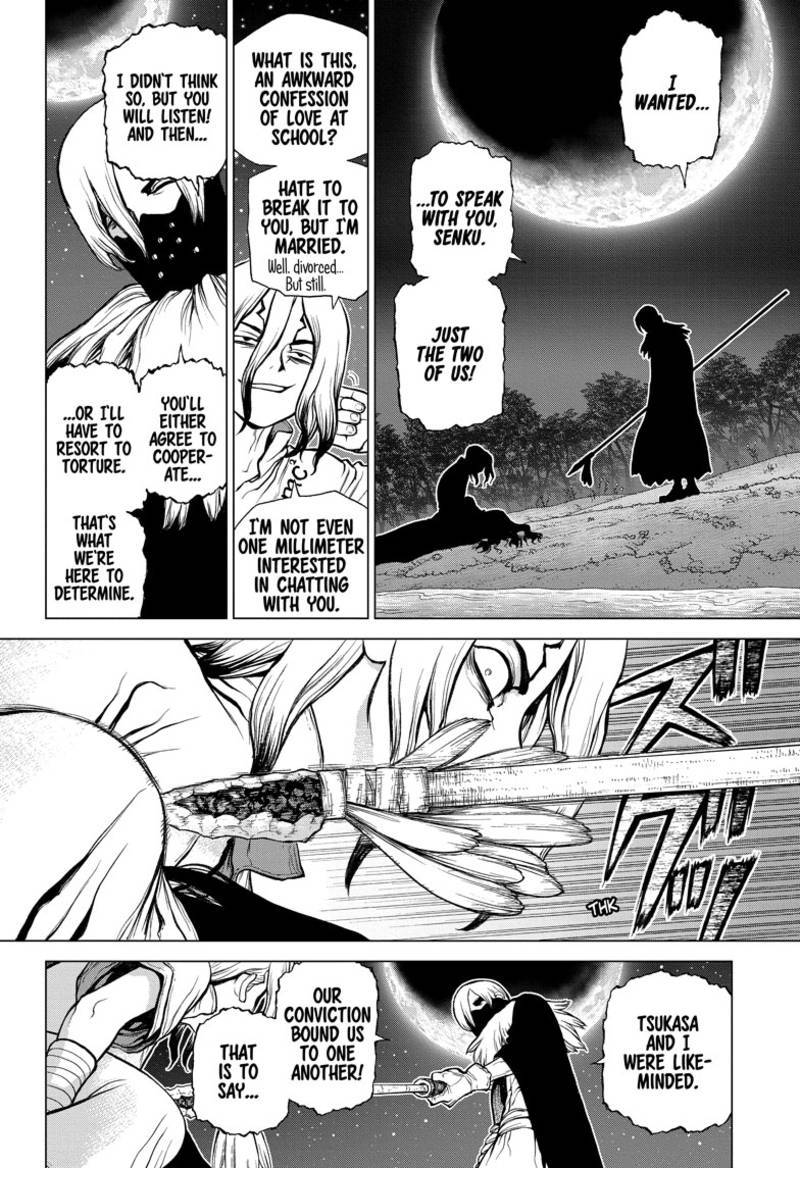 I
WANTED...
...TO SPEAK
WITH YOU,
SENKU.
JUST
THE TWO
OF US!
WHAT IS THIS,
AN AWKWARD
CONFESSION
OF LOVE AT
SCHOOL?
HATE TO
BREAK IT TO
YOU, BUT I'M
MARRIED.
Well, divorced...
But still.
I'M NOT EVEN
ONE MILLIMETER
INTERESTED
IN CHATTING
WITH YOU.
I DIDN'T THINK
SO, BUT YOU
WILL LISTEN!
AND THEN...
YOU'LL
EITHER
AGREE TO
COOPER-
ATE...
...OR I'LL
HAVE TO
RESORT TO
TORTURE.
THAT'S
WHAT
WE'RE
HERE TO
DETERMINE.
ズグッ
THK
TSUKASA
AND I
WERE LIKE-
MINDED.
OUR
CONVICTION
BOUND US
TO ONE
ANOTHER!
THAT
IS TO
SAY...